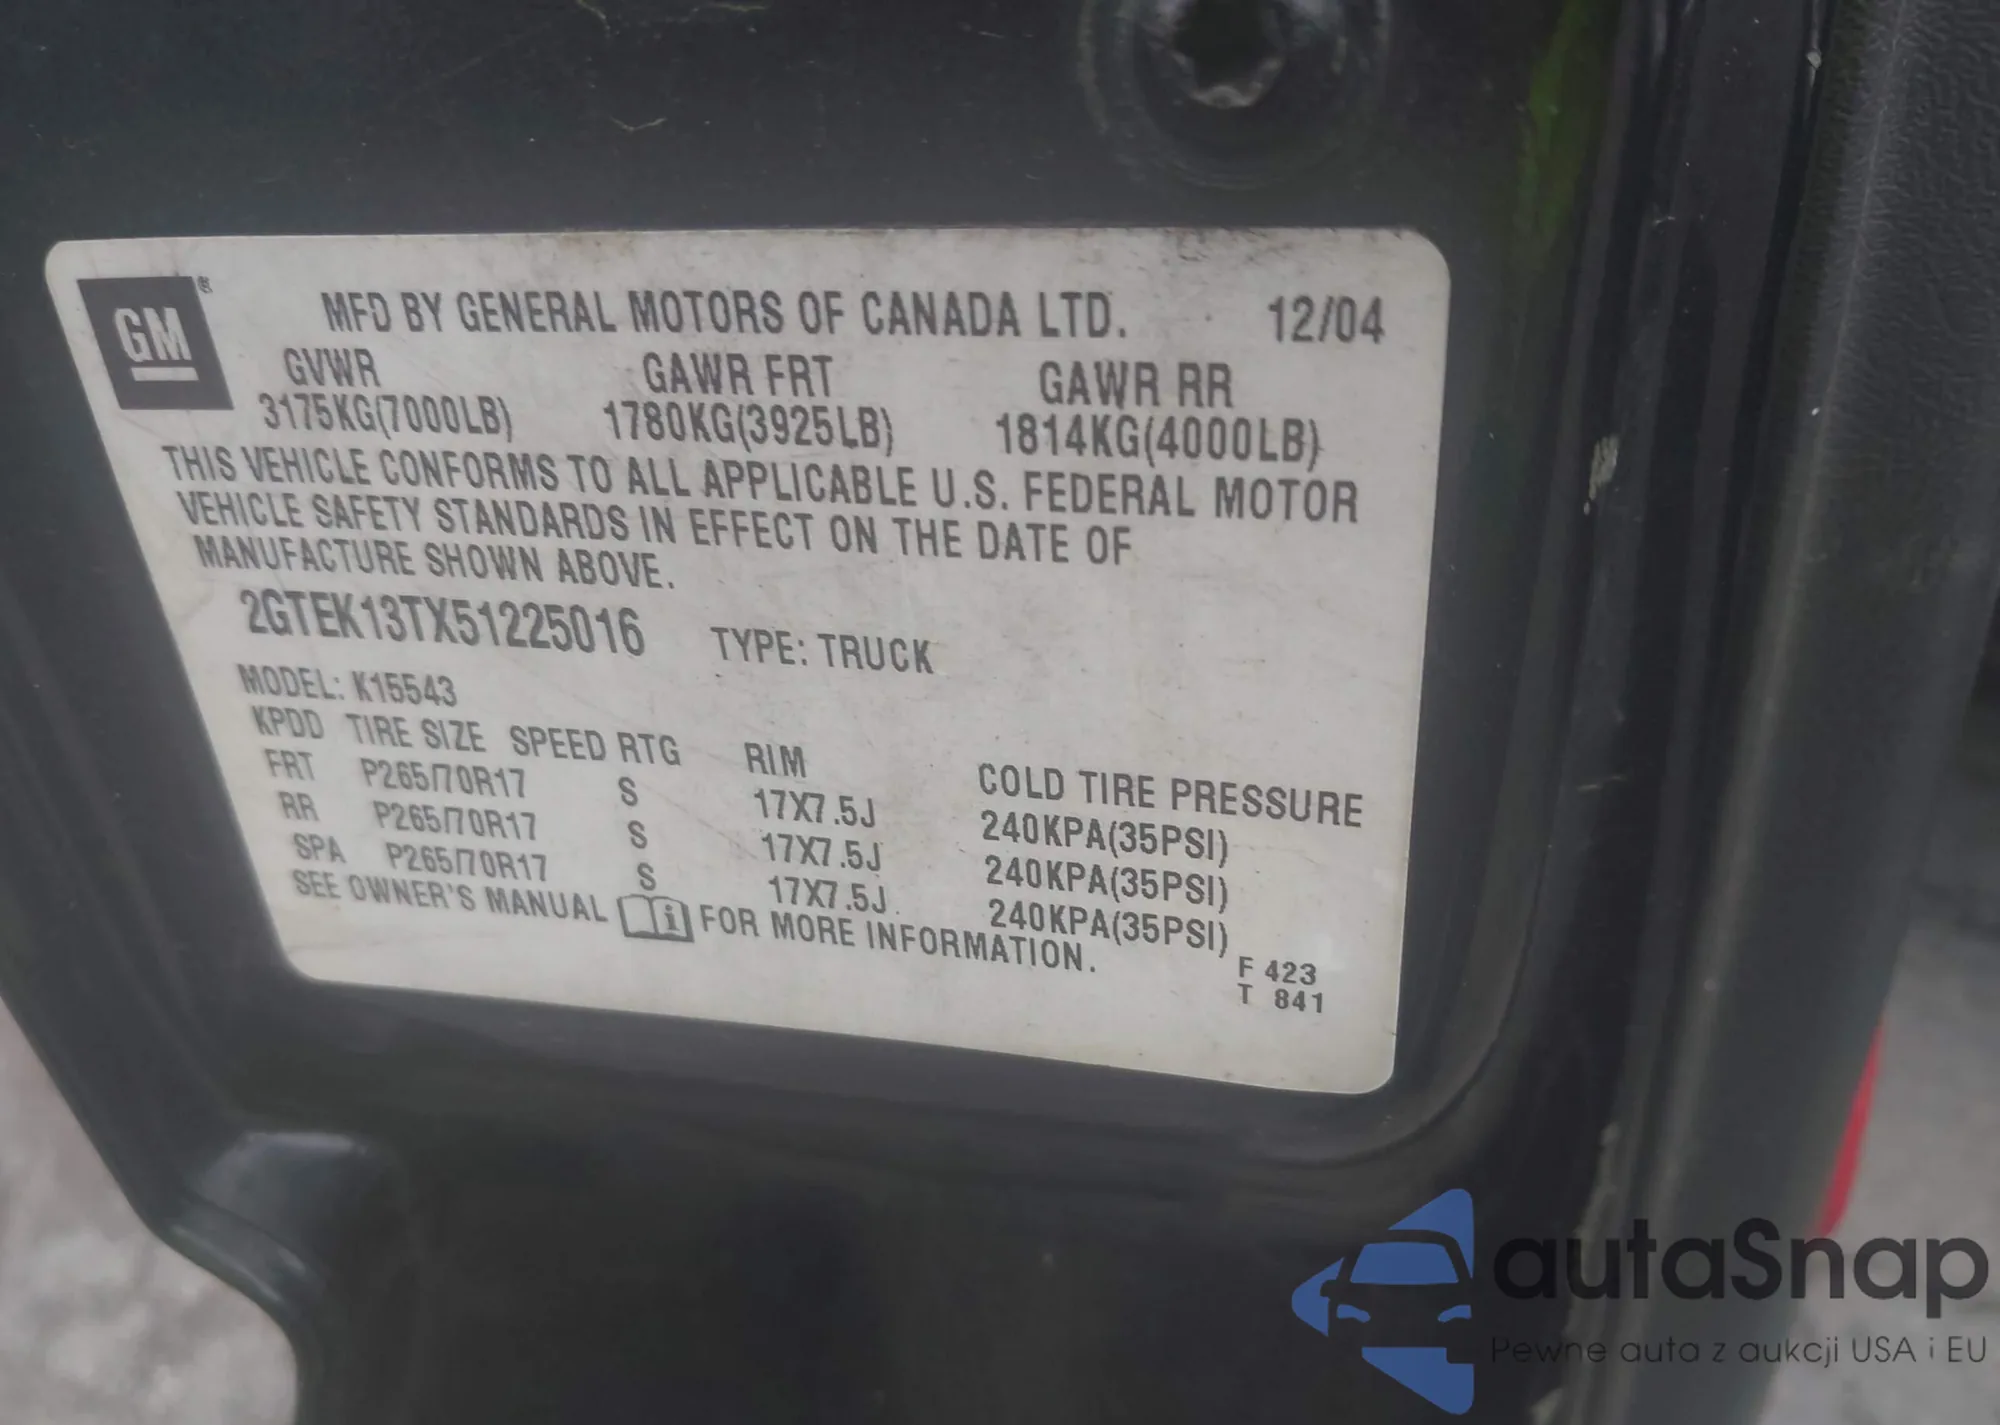 GM®
MFD BY GENERAL MOTORS OF CANADA LTD. 12/04
GVWR GAWR FRT GAWR RR
3175KG(7000LB) 1780KG(3925LB) 1814KG(4000LB)
THIS VEHICLE CONFORMS TO ALL APPLICABLE U.S. FEDERAL MOTOR
VEHICLE SAFETY STANDARDS IN EFFECT ON THE DATE OF
MANUFACTURE SHOWN ABOVE.
2GTEK13TX51225016 TYPE: TRUCK
MODEL: K15543
KPDD TIRE SIZE SPEED RTG RIM COLD TIRE PRESSURE
FRT P265/70R17 S 17X7.5J 240KPA(35PSI)
RR P265/70R17 S 17X7.5J 240KPA(35PSI)
SPA P265/70R17 S 17X7.5J 240KPA(35PSI)
SEE OWNER'S MANUAL FOR MORE INFORMATION.
F 423
T 841
autaSnap
Pewne auta z aukcji USA i EU